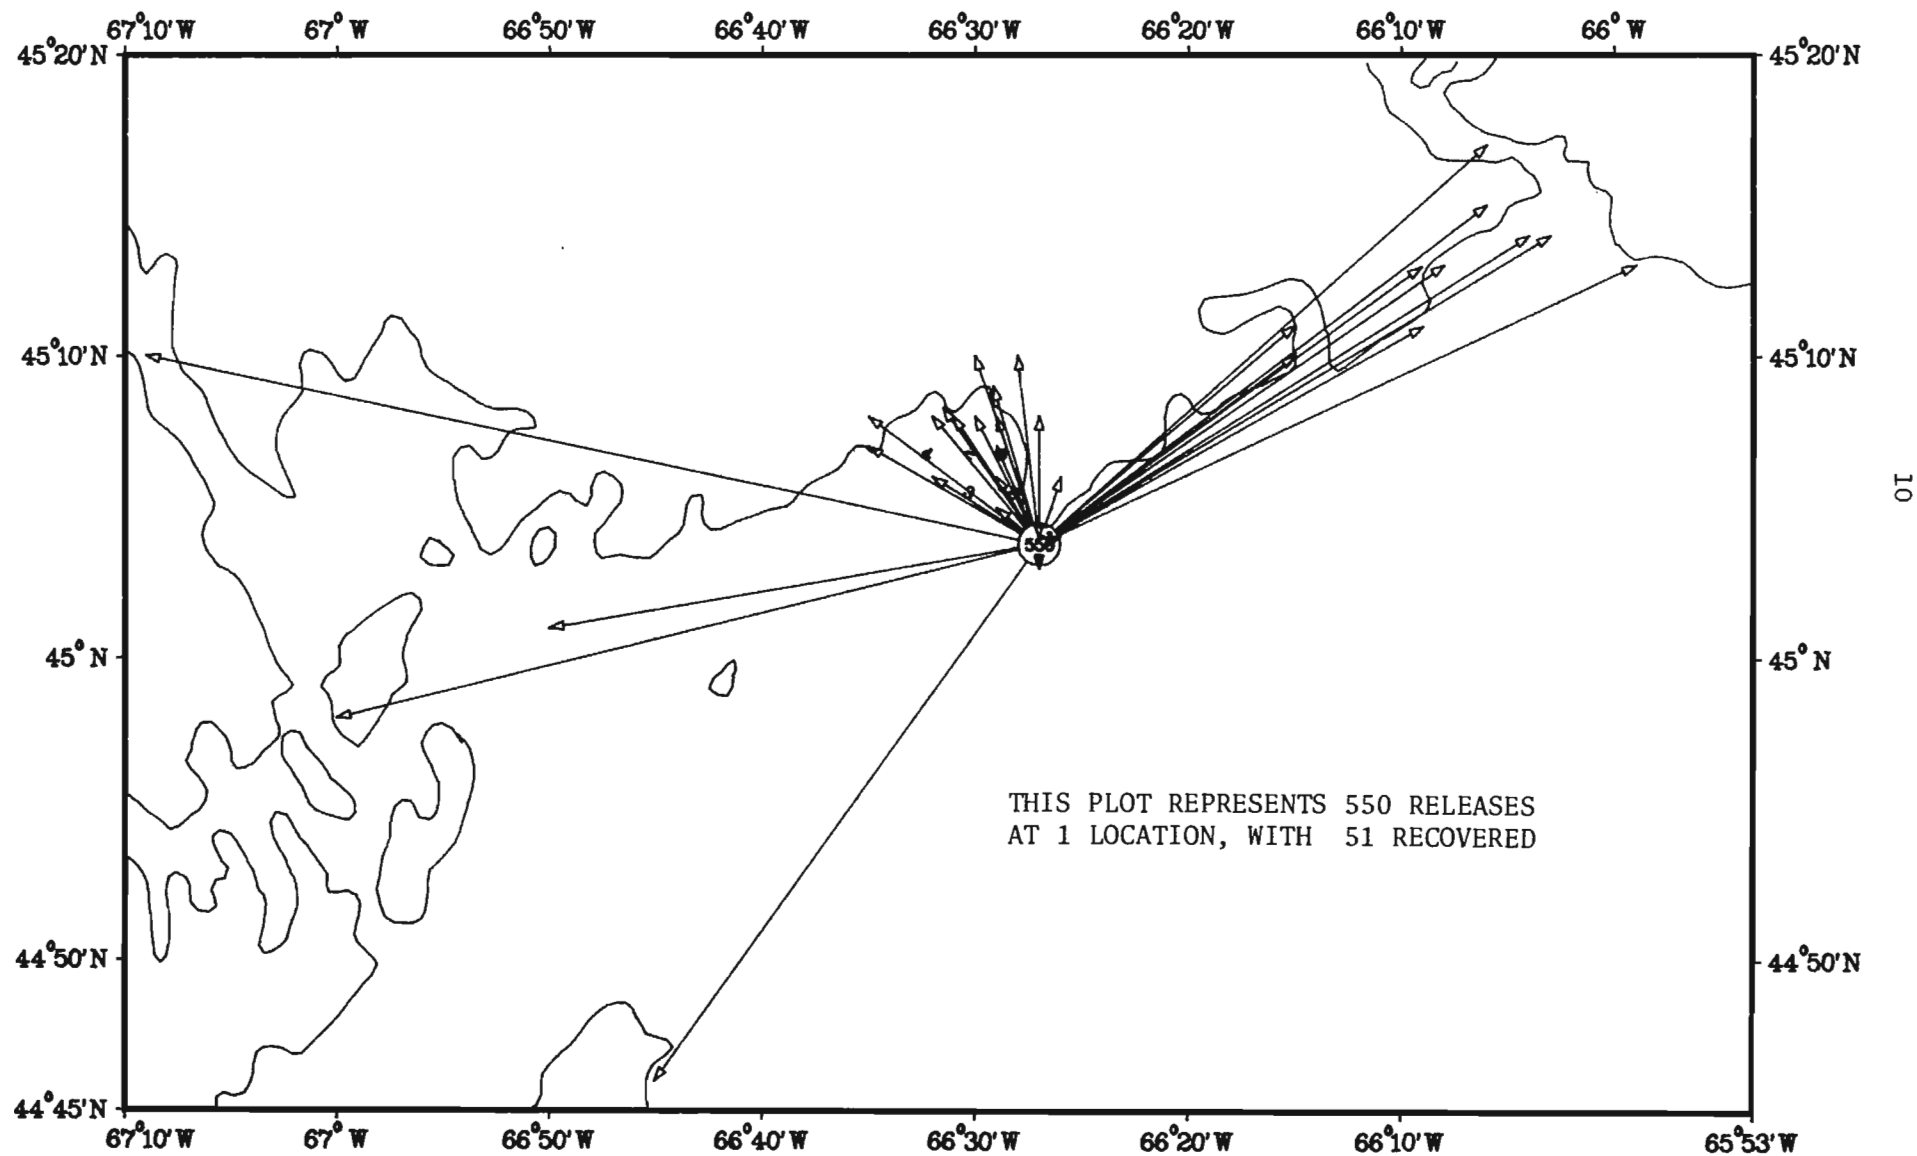 67°10'W 67°W 66°50'W 66°40'W 66°30'W 66°20'W 66°10'W 66°W
45°20'N 45°20'N
45°10'N 45°10'N
10
550
45°N 45°N
THIS PLOT REPRESENTS 550 RELEASES
AT 1 LOCATION, WITH 51 RECOVERED
44°50'N 44°50'N
44°45'N
67°10'W 67°W 66°50'W 66°40'W 66°30'W 66°20'W 66°10'W 65°53'W